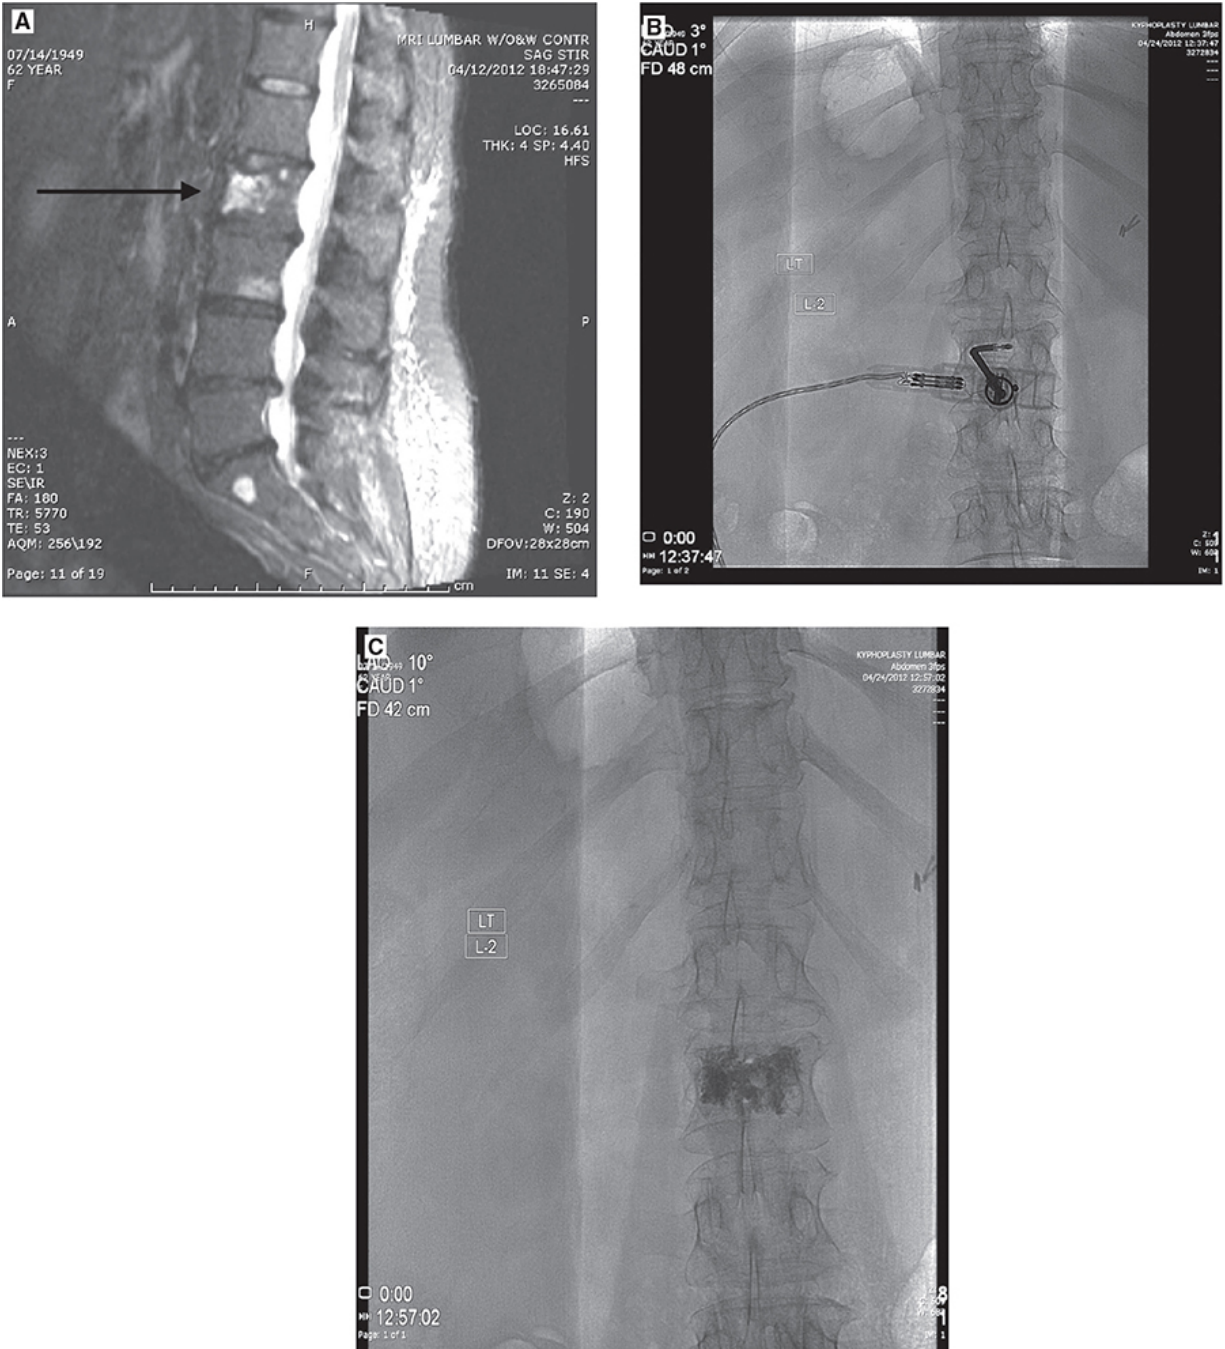 A
H
07/14/1949
62 YEAR
F
MRI LUMBAR W/O&W CONTR
SAG STIR
04/12/2012 18:47:29
3265084
---
LOC: 16.61
THK: 4 SP: 4.40
HFS
A
P
---
NEX:3
EC: 1
SE\IR
FA: 180
TR: 5770
TE: 53
AQM: 256\192
Page: 11 of 19
Z: 2
C: 190
W: 504
DFOV:28x28cm
IM: 11 SE: 4
F
cm
B
3°
CAUD 1°
FD 48 cm
KYPHOPLASTY LUMBAR
Abdomen 3fps
04/24/2012 12:37:47
3272834
---
---
---
LT
L-2
0:00
12:37:47
Page: 1 of 2
IM: 1
C
10°
CAUD 1°
FD 42 cm
KYPHOPLASTY LUMBAR
Abdomen 3fps
04/24/2012 12:57:02
3272834
---
---
---
LT
L-2
0:00
12:57:02
Page: 1 of 1